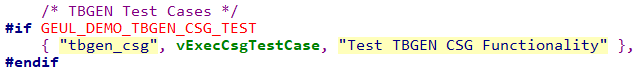 /* TBGEN Test Cases */
#if GEUL_DEMO_TBGEN_CSG_TEST
{ "tbgen_csg", vExecCsgTestCase, "Test TBGEN CSG Functionality" },
#endif